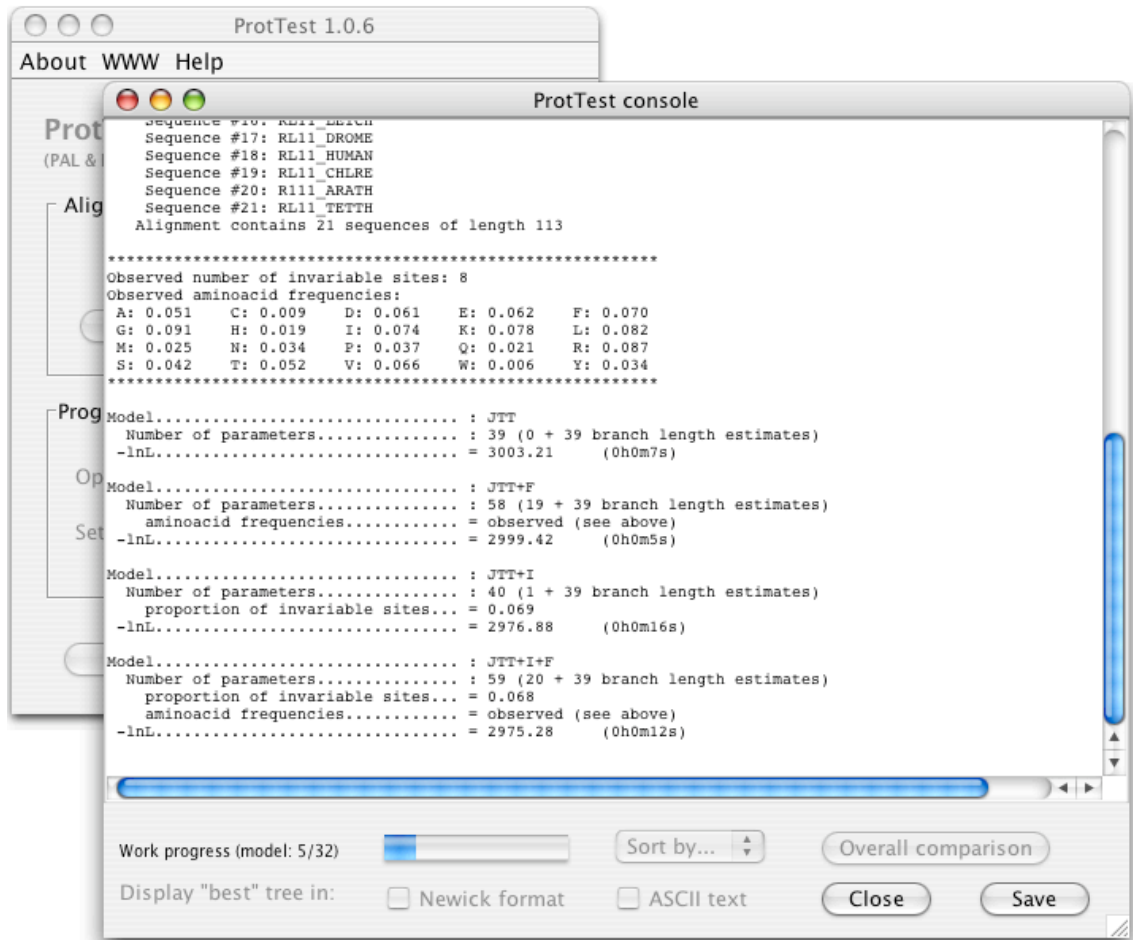 ProtTest 1.0.6
About WWW Help
ProtTest console
Prot
(PAL &
Alig
Prog
Op
Set
Sequence #16: RL11_LEICH
Sequence #17: RL11_DROME
Sequence #18: RL11_HUMAN
Sequence #19: RL11_CHLRE
Sequence #20: R111_ARATH
Sequence #21: RL11_TETTH
Alignment contains 21 sequences of length 113
**********************************************************
Observed number of invariable sites: 8
Observed aminoacid frequencies:
A: 0.051 C: 0.009 D: 0.061 E: 0.062 F: 0.070
G: 0.091 H: 0.019 I: 0.074 K: 0.078 L: 0.082
M: 0.025 N: 0.034 P: 0.037 Q: 0.021 R: 0.087
S: 0.042 T: 0.052 V: 0.066 W: 0.006 Y: 0.034
**********************************************************
Model................................ : JTT
Number of parameters............... : 39 (0 + 39 branch length estimates)
-lnL................................ = 3003.21 (0h0m7s)
Model................................ : JTT+F
Number of parameters............... : 58 (19 + 39 branch length estimates)
aminoacid frequencies............ = observed (see above)
-lnL................................ = 2999.42 (0h0m5s)
Model................................ : JTT+I
Number of parameters............... : 40 (1 + 39 branch length estimates)
proportion of invariable sites... = 0.069
-lnL................................ = 2976.88 (0h0m16s)
Model................................ : JTT+I+F
Number of parameters............... : 59 (20 + 39 branch length estimates)
proportion of invariable sites... = 0.068
aminoacid frequencies............ = observed (see above)
-lnL................................ = 2975.28 (0h0m12s)
Work progress (model: 5/32)
Sort by...
Overall comparison
Display "best" tree in:
Newick format
ASCII text
Close
Save